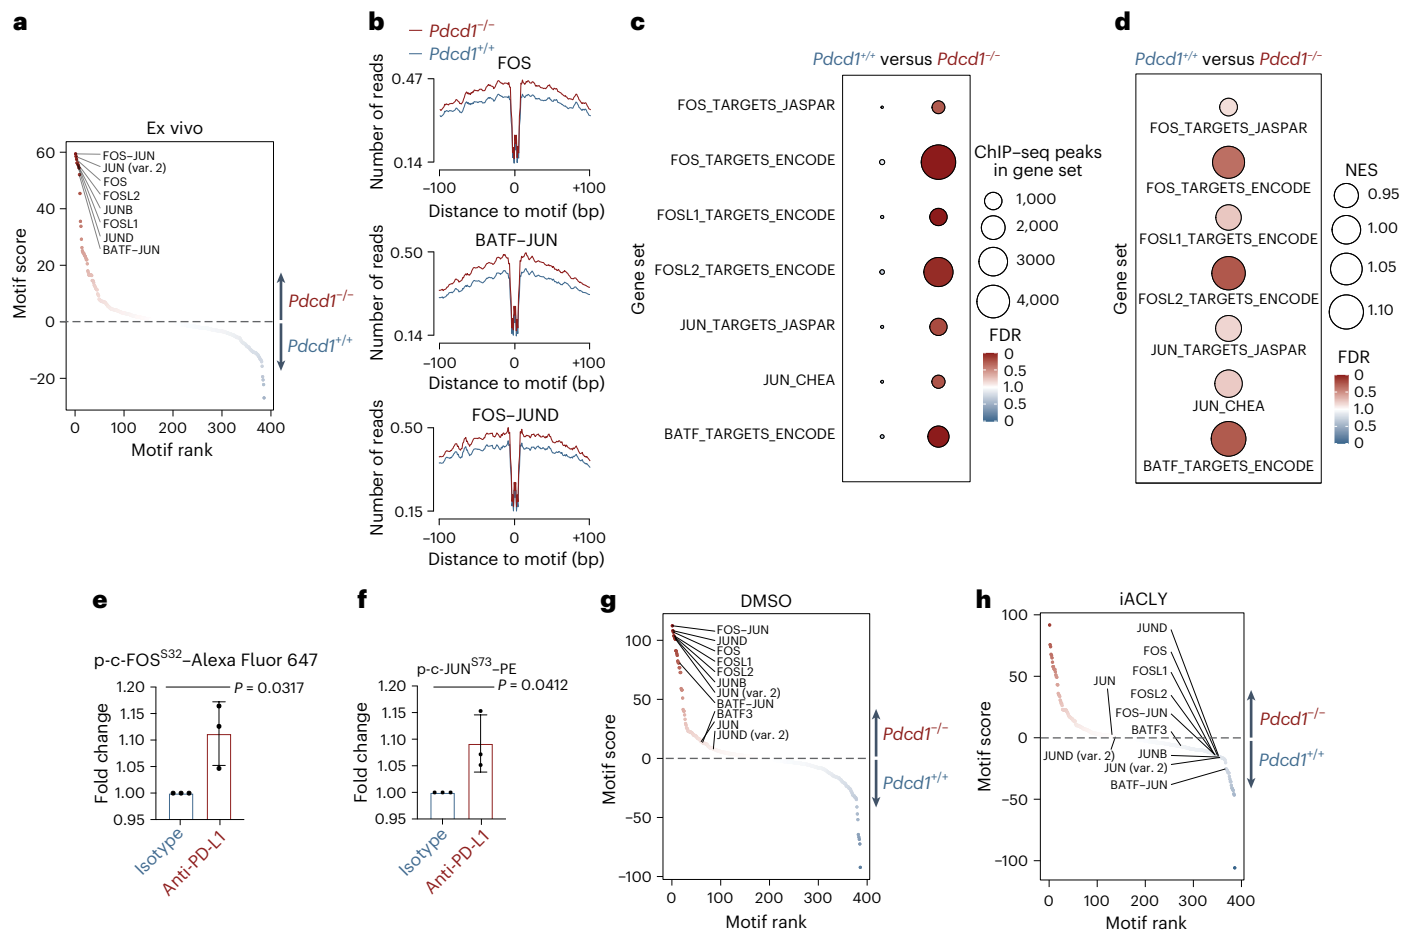 a
Ex vivo
Motif score
60
40
20
0
−20
FOS–JUN
JUN (var. 2)
FOS
FOSL2
JUNB
FOSL1
JUND
BATF–JUN
Pdcd1−/−
Pdcd1+/+
0
100
200
300
400
Motif rank
b
Pdcd1−/−
Pdcd1+/+
FOS
Number of reads
0.47
0.14
−100
0
+100
Distance to motif (bp)
BATF–JUN
Number of reads
0.50
0.14
−100
0
+100
Distance to motif (bp)
FOS–JUND
Number of reads
0.50
0.15
−100
0
+100
Distance to motif (bp)
c
Pdcd1+/+ versus Pdcd1−/−
Gene set
FOS_TARGETS_JASPAR
FOS_TARGETS_ENCODE
FOSL1_TARGETS_ENCODE
FOSL2_TARGETS_ENCODE
JUN_TARGETS_JASPAR
JUN_CHEA
BATF_TARGETS_ENCODE
ChIP–seq peaks
in gene set
1,000
2,000
3000
4,000
FDR
0
0.5
1.0
0.5
0
d
Pdcd1+/+ versus Pdcd1−/−
Gene set
FOS_TARGETS_JASPAR
FOS_TARGETS_ENCODE
FOSL1_TARGETS_ENCODE
FOSL2_TARGETS_ENCODE
JUN_TARGETS_JASPAR
JUN_CHEA
BATF_TARGETS_ENCODE
NES
0.95
1.00
1.05
1.10
FDR
0
0.5
1.0
0.5
0
e
p-c-FOSS32–Alexa Fluor 647
P = 0.0317
Fold change
1.20
1.15
1.10
1.05
1.00
0.95
Isotype
Anti-PD-L1
f
p-c-JUNS73–PE
P = 0.0412
Fold change
1.20
1.15
1.10
1.05
1.00
0.95
Isotype
Anti-PD-L1
g
DMSO
Motif score
100
50
0
−50
−100
FOS–JUN
JUND
FOS
FOSL1
FOSL2
JUNB
JUN (var. 2)
BATF–JUN
BATF3
JUN
JUND (var. 2)
Pdcd1−/−
Pdcd1+/+
0
100
200
300
400
Motif rank
h
iACLY
Motif score
100
50
0
−50
−100
JUND
FOS
FOSL1
JUN
FOSL2
FOS–JUN
BATF3
JUND (var. 2)
JUNB
JUN (var. 2)
BATF–JUN
Pdcd1−/−
Pdcd1+/+
0
100
200
300
400
Motif rank